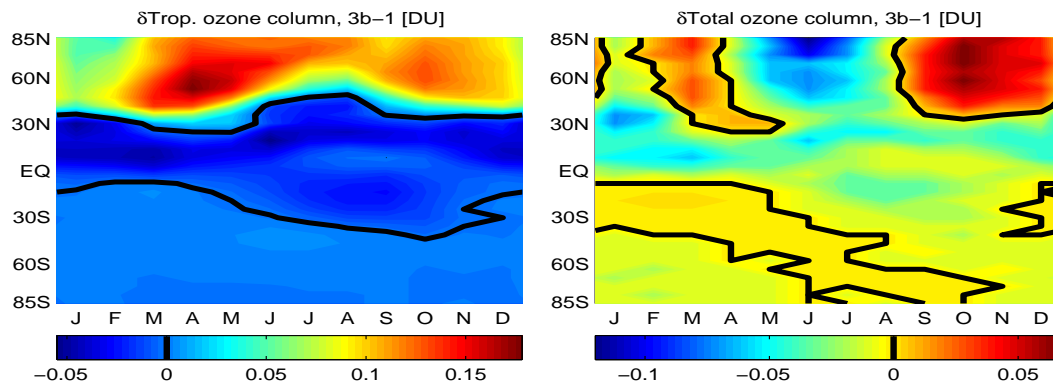 δTrop. ozone column, 3b−1 [DU]
85N
60N
30N
EQ
30S
60S
85S
J F M A M J J A S O N D
−0.05 0 0.05 0.1 0.15
δTotal ozone column, 3b−1 [DU]
85N
60N
30N
EQ
30S
60S
85S
J F M A M J J A S O N D
−0.1 −0.05 0 0.05